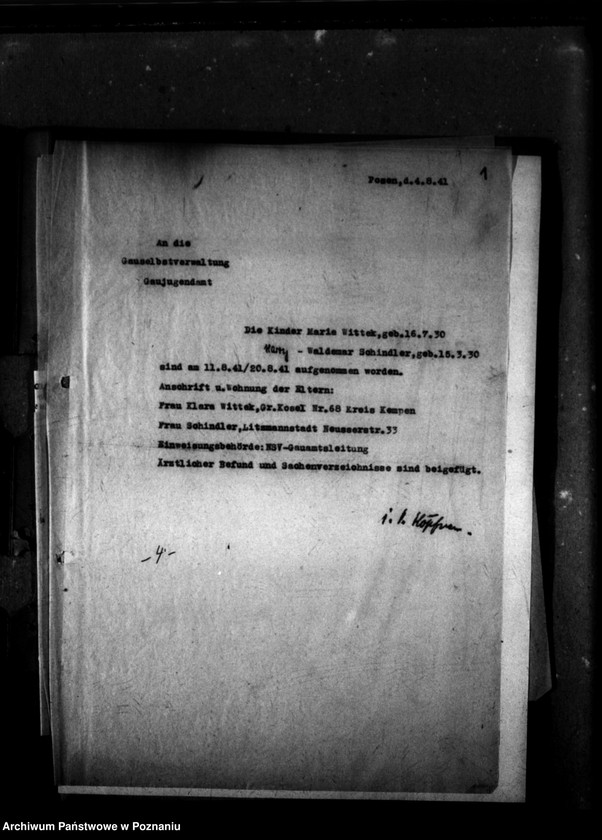 1
Posen,d.4.8.41
An die
Gauselbstverwaltung
Gaujugendamt
Die Kinder Marie Wittek,geb.16.7.30
Harry - Waldemar Schindler,geb.15.3.30
sind am 11.8.41/20.8.41 aufgenommen worden.
Anschrift u.Wohnung der Eltern:
Frau Klara Wittek,Gr.Kosel Nr.68 Kreis Kempen
Frau Schindler,Litzmannstadt Neusserstr.33
Einweisungsbehörde:NSV-Gauamtsleitung
Ärztlicher Befund und Sachenverzeichnisse sind beigefügt.
-4-
Archiwum Państwowe w Poznaniu